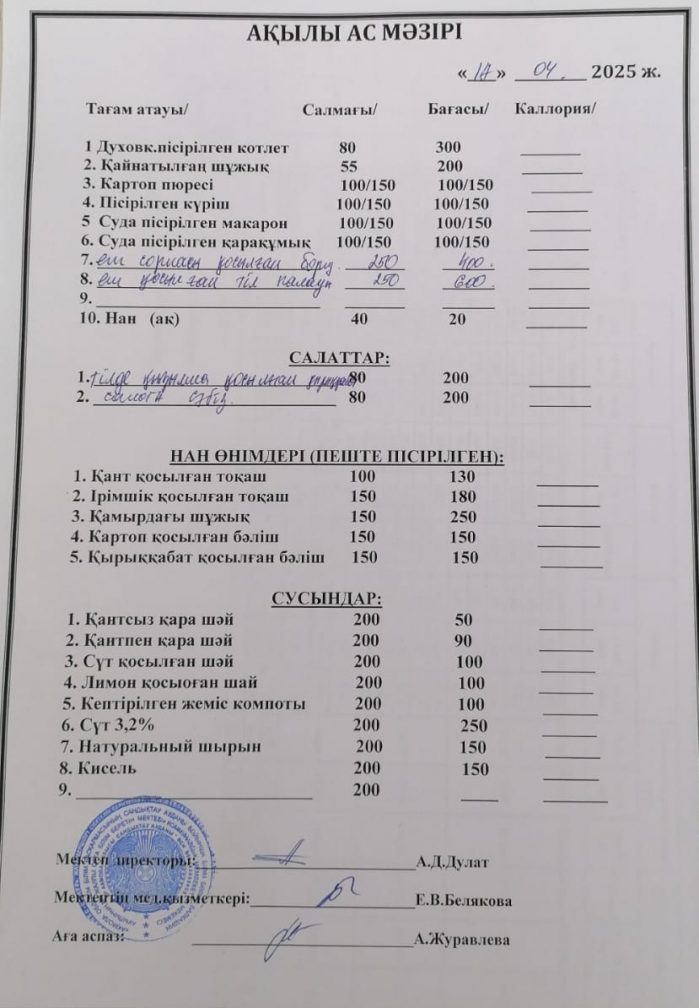 АҚЫЛЫ АС МӘЗІРІ
«17» 04. 2025 ж.
Тағам атауы/ Салмағы/ Бағасы/ Каллория/
1 Духовк.пісірілген котлет 80 300
2. Қайнатылған шұжық 55 200
3. Картоп пюресі 100/150 100/150
4. Пісірілген күріш 100/150 100/150
5 Суда пісірілген макарон 100/150 100/150
6. Суда пісірілген қарақұмық 100/150 100/150
7. ет сорпасы қосылған борщ 250 400.
8. ет қосылған палауы 250 600.
9.
10. Нан (ақ) 40 20
САЛАТТАР:
1. қосылған 80 200
2. 80 200
НАН ӨНІМДЕРІ (ПЕШТЕ ПІСІРІЛГЕН):
1. Қант қосылған тоқаш 100 130
2. Ірімшік қосылған тоқаш 150 180
3. Қамырдағы шұжық 150 250
4. Картоп қосылған бәліш 150 150
5. Қырыққабат қосылған бәліш 150 150
СУСЫНДАР:
1. Қантсыз қара шәй 200 50
2. Қантпен қара шәй 200 90
3. Сүт қосылған шәй 200 100
4. Лимон қосыоған шай 200 100
5. Кептірілген жеміс компоты 200 100
6. Сүт 3,2% 200 250
7. Натуральный шырын 200 150
8. Кисель 200 150
9. 200
Мектеп директоры: А.Д.Дулат
Мектептің мед.қызметкері: Е.В.Белякова
Аға аспаз: А.Журавлева